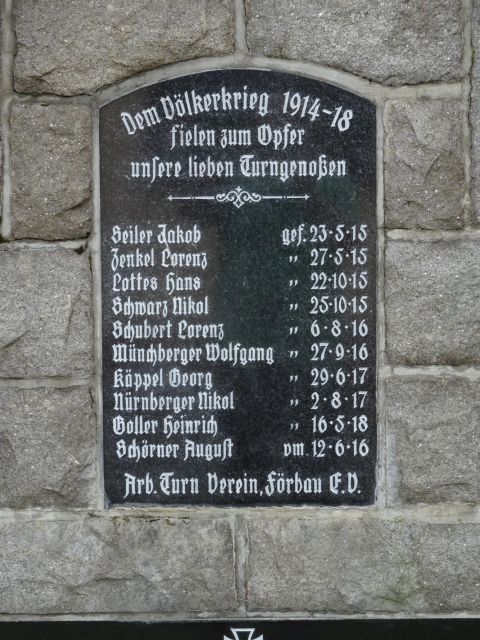 Dem Völkerkrieg 1914-18
fielen zum Opfer
unſere lieben Turngenoßen
Seiler Jakob gef. 23·5·15
Zenkel Lorenz „ 27·5·15
Lottes Hans „ 22·10·15
Schwarz Nikol „ 25·10·15
Schubert Lorenz „ 6·8·16
Münchberger Wolfgang „ 27·9·16
Käppel Georg „ 29·6·17
Nürnberger Nikol „ 2·8·17
Goller Heinrich „ 16·5·18
Schörner Auguſt vm. 12·6·16
Arb. Turn Verein, Förbau E.V.